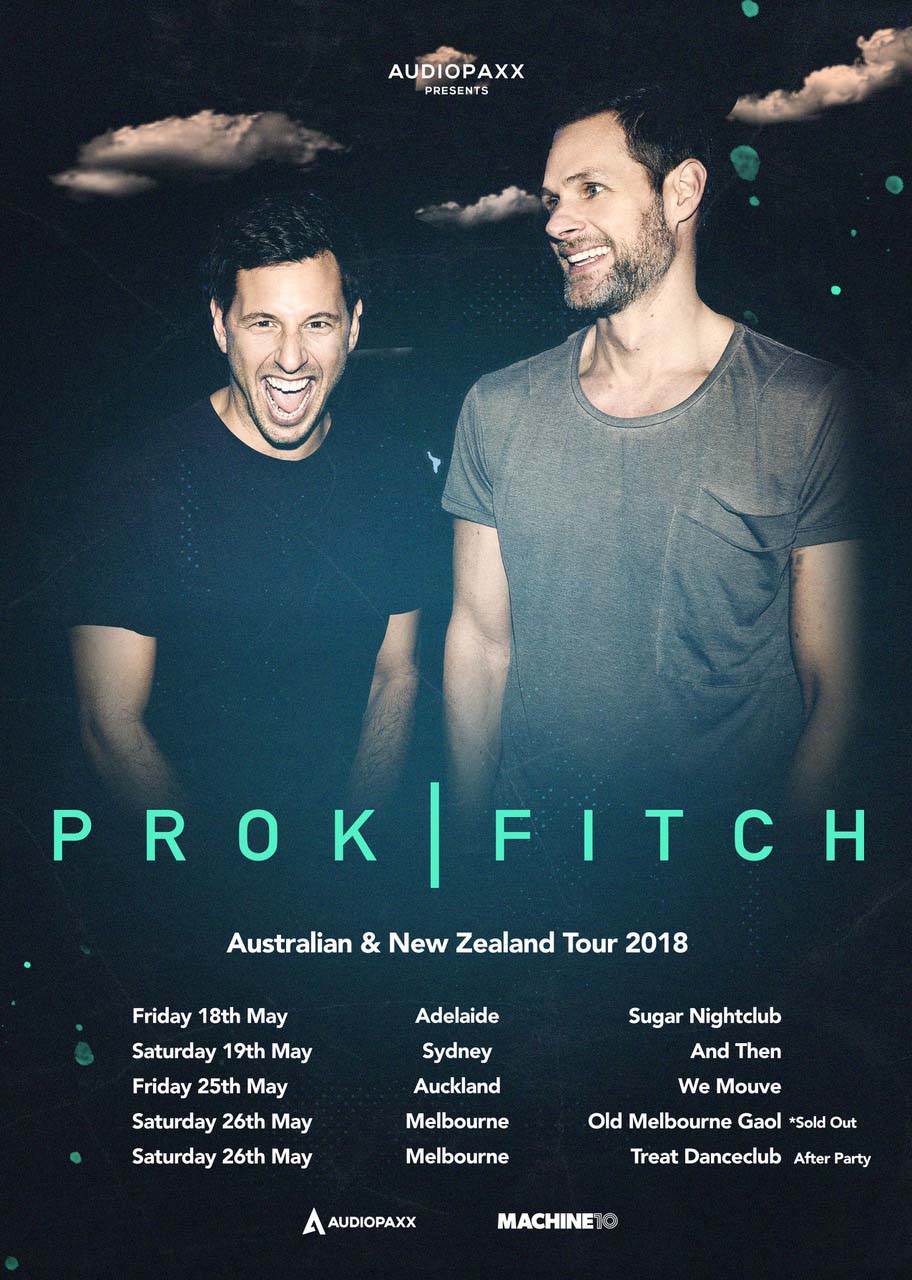 AUDIOPAXX
PRESENTS
PROK|FITCH
Australian & New Zealand Tour 2018
Friday 18th May Adelaide Sugar Nightclub
Saturday 19th May Sydney And Then
Friday 25th May Auckland We Mouve
Saturday 26th May Melbourne Old Melbourne Gaol *Sold Out
Saturday 26th May Melbourne Treat Danceclub After Party
AUDIOPAXX MACHINE10